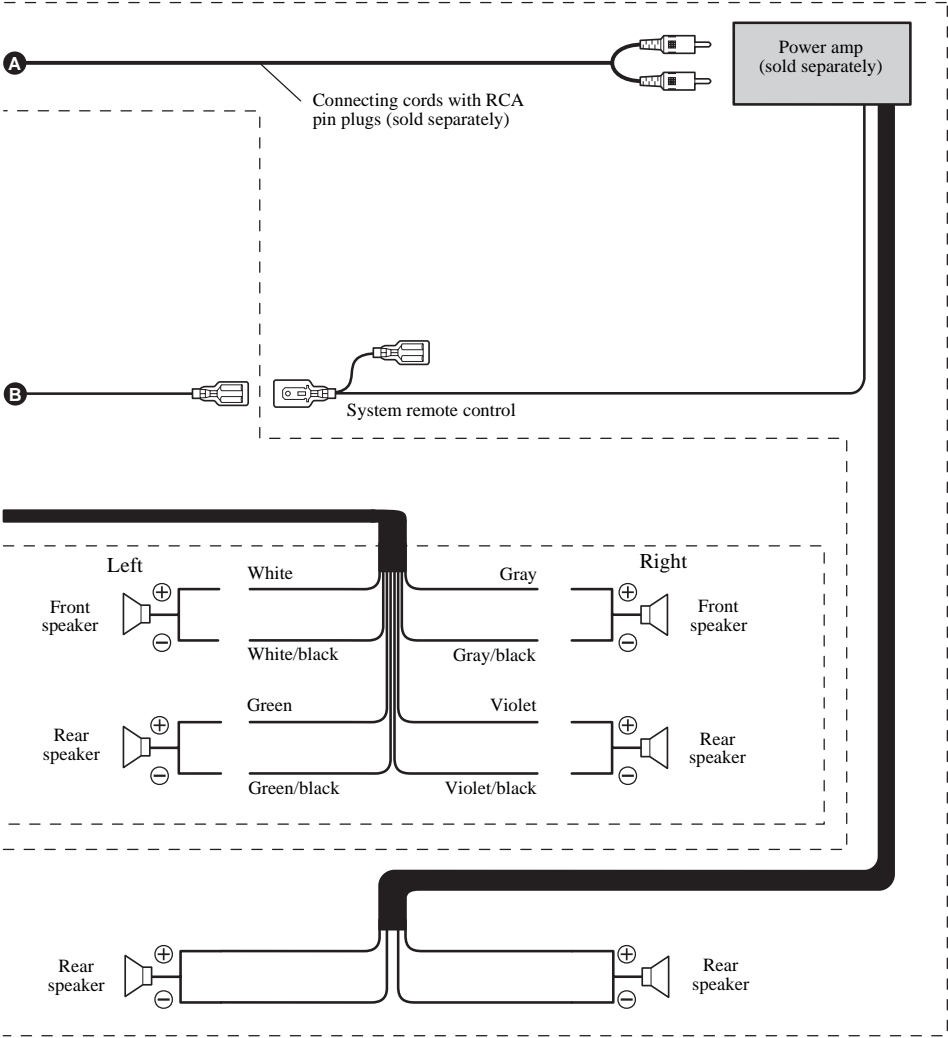 A
Power amp
(sold separately)
Connecting cords with RCA
pin plugs (sold separately)
B
System remote control
Left
Right
White
Gray
Front
speaker
+
+
Front
speaker
−
−
White/black
Gray/black
Green
Violet
Rear
speaker
+
+
Rear
speaker
−
−
Green/black
Violet/black
Rear
speaker
+
+
Rear
speaker
−
−